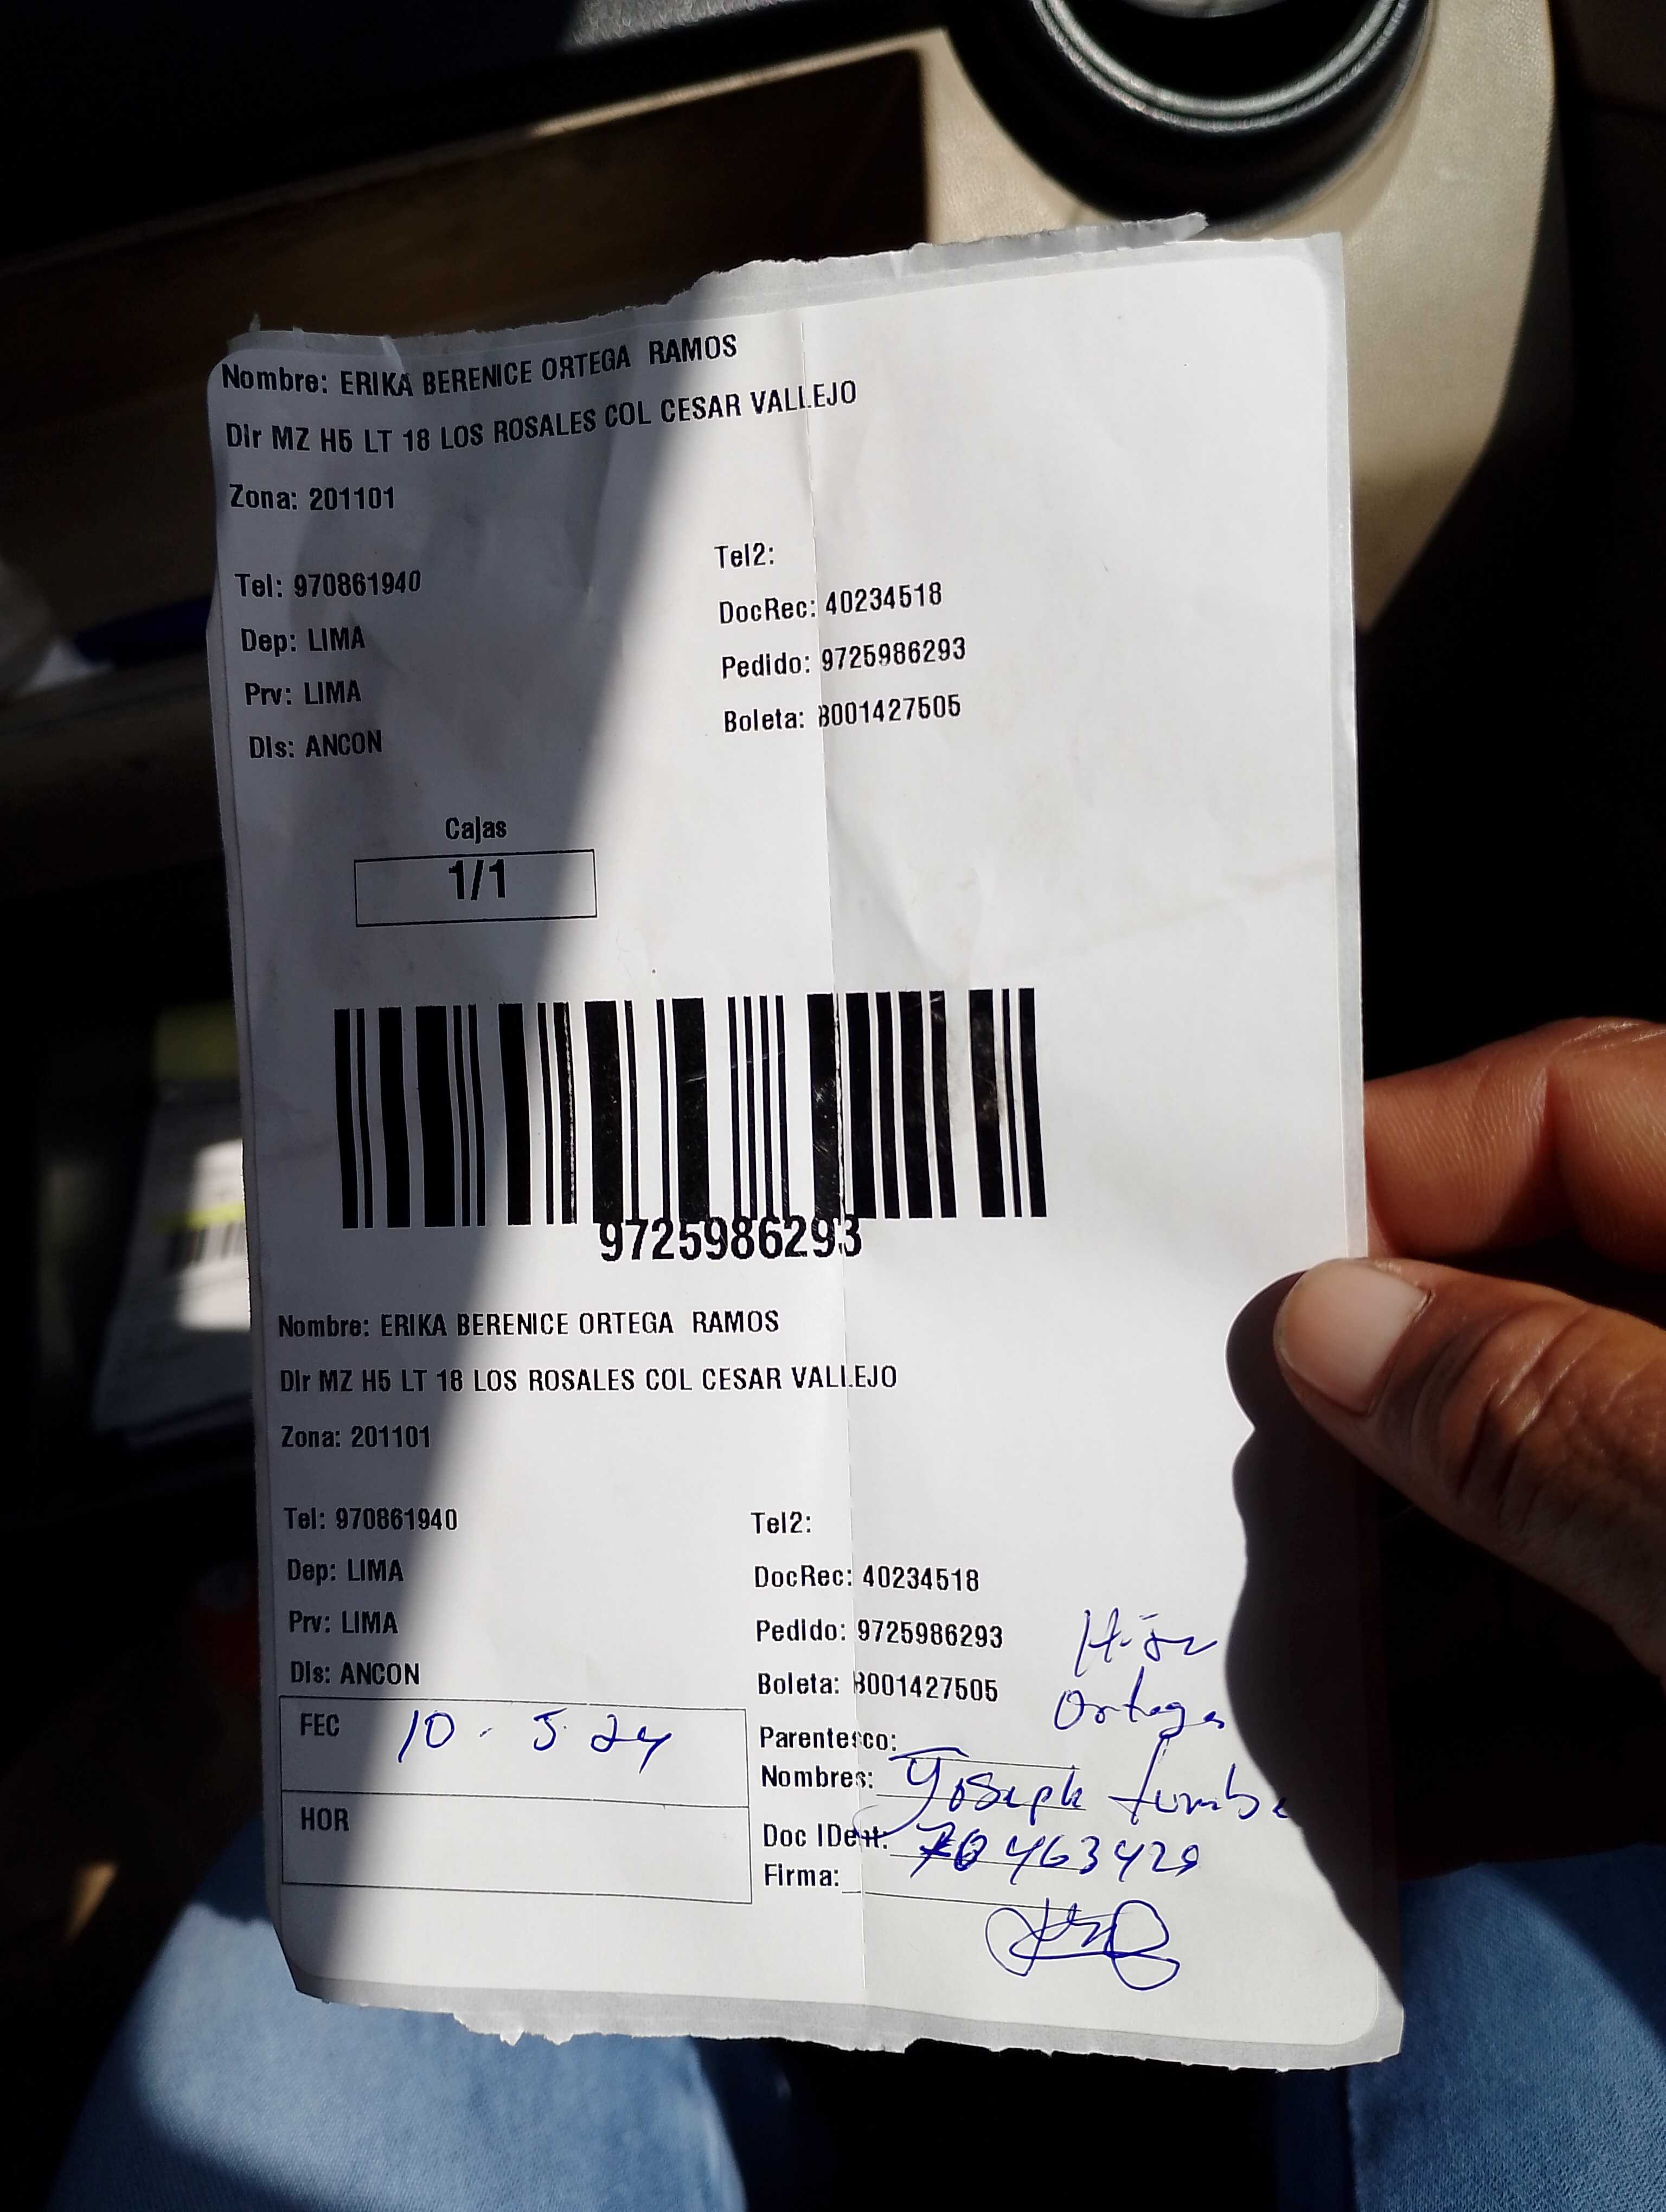 Nombre: ERIKA BERENICE ORTEGA RAMOS
Dir MZ H5 LT 18 LOS ROSALES COL CESAR VALLEJO
Zona: 201101
Tel: 970861940
Tel2:
Dep: LIMA
DocRec: 40234518
Prv: LIMA
Pedido: 9725986293
Dis: ANCON
Boleta: B001427505
Cajas
1/1
9725986293
Nombre: ERIKA BERENICE ORTEGA RAMOS
Dir MZ H5 LT 18 LOS ROSALES COL CESAR VALLEJO
Zona: 201101
Tel: 970861940
Tel2:
Dep: LIMA
DocRec: 40234518
Prv: LIMA
Pedido: 9725986293
Dis: ANCON
Boleta: B001427505
Ortega
FEC 10 - 5 24
Parentesco:
Nombres: Joseph
HOR
Doc IDent: 70463429
Firma: